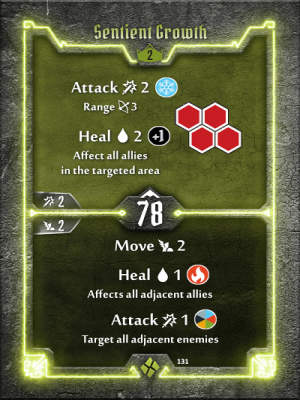 Sentient Growth
2
Attack 2
Range 3
Heal 2 +1
Affect all allies
in the targeted area
2
78
2
Move 2
Heal 1
Affects all adjacent allies
Attack 1
Target all adjacent enemies
131